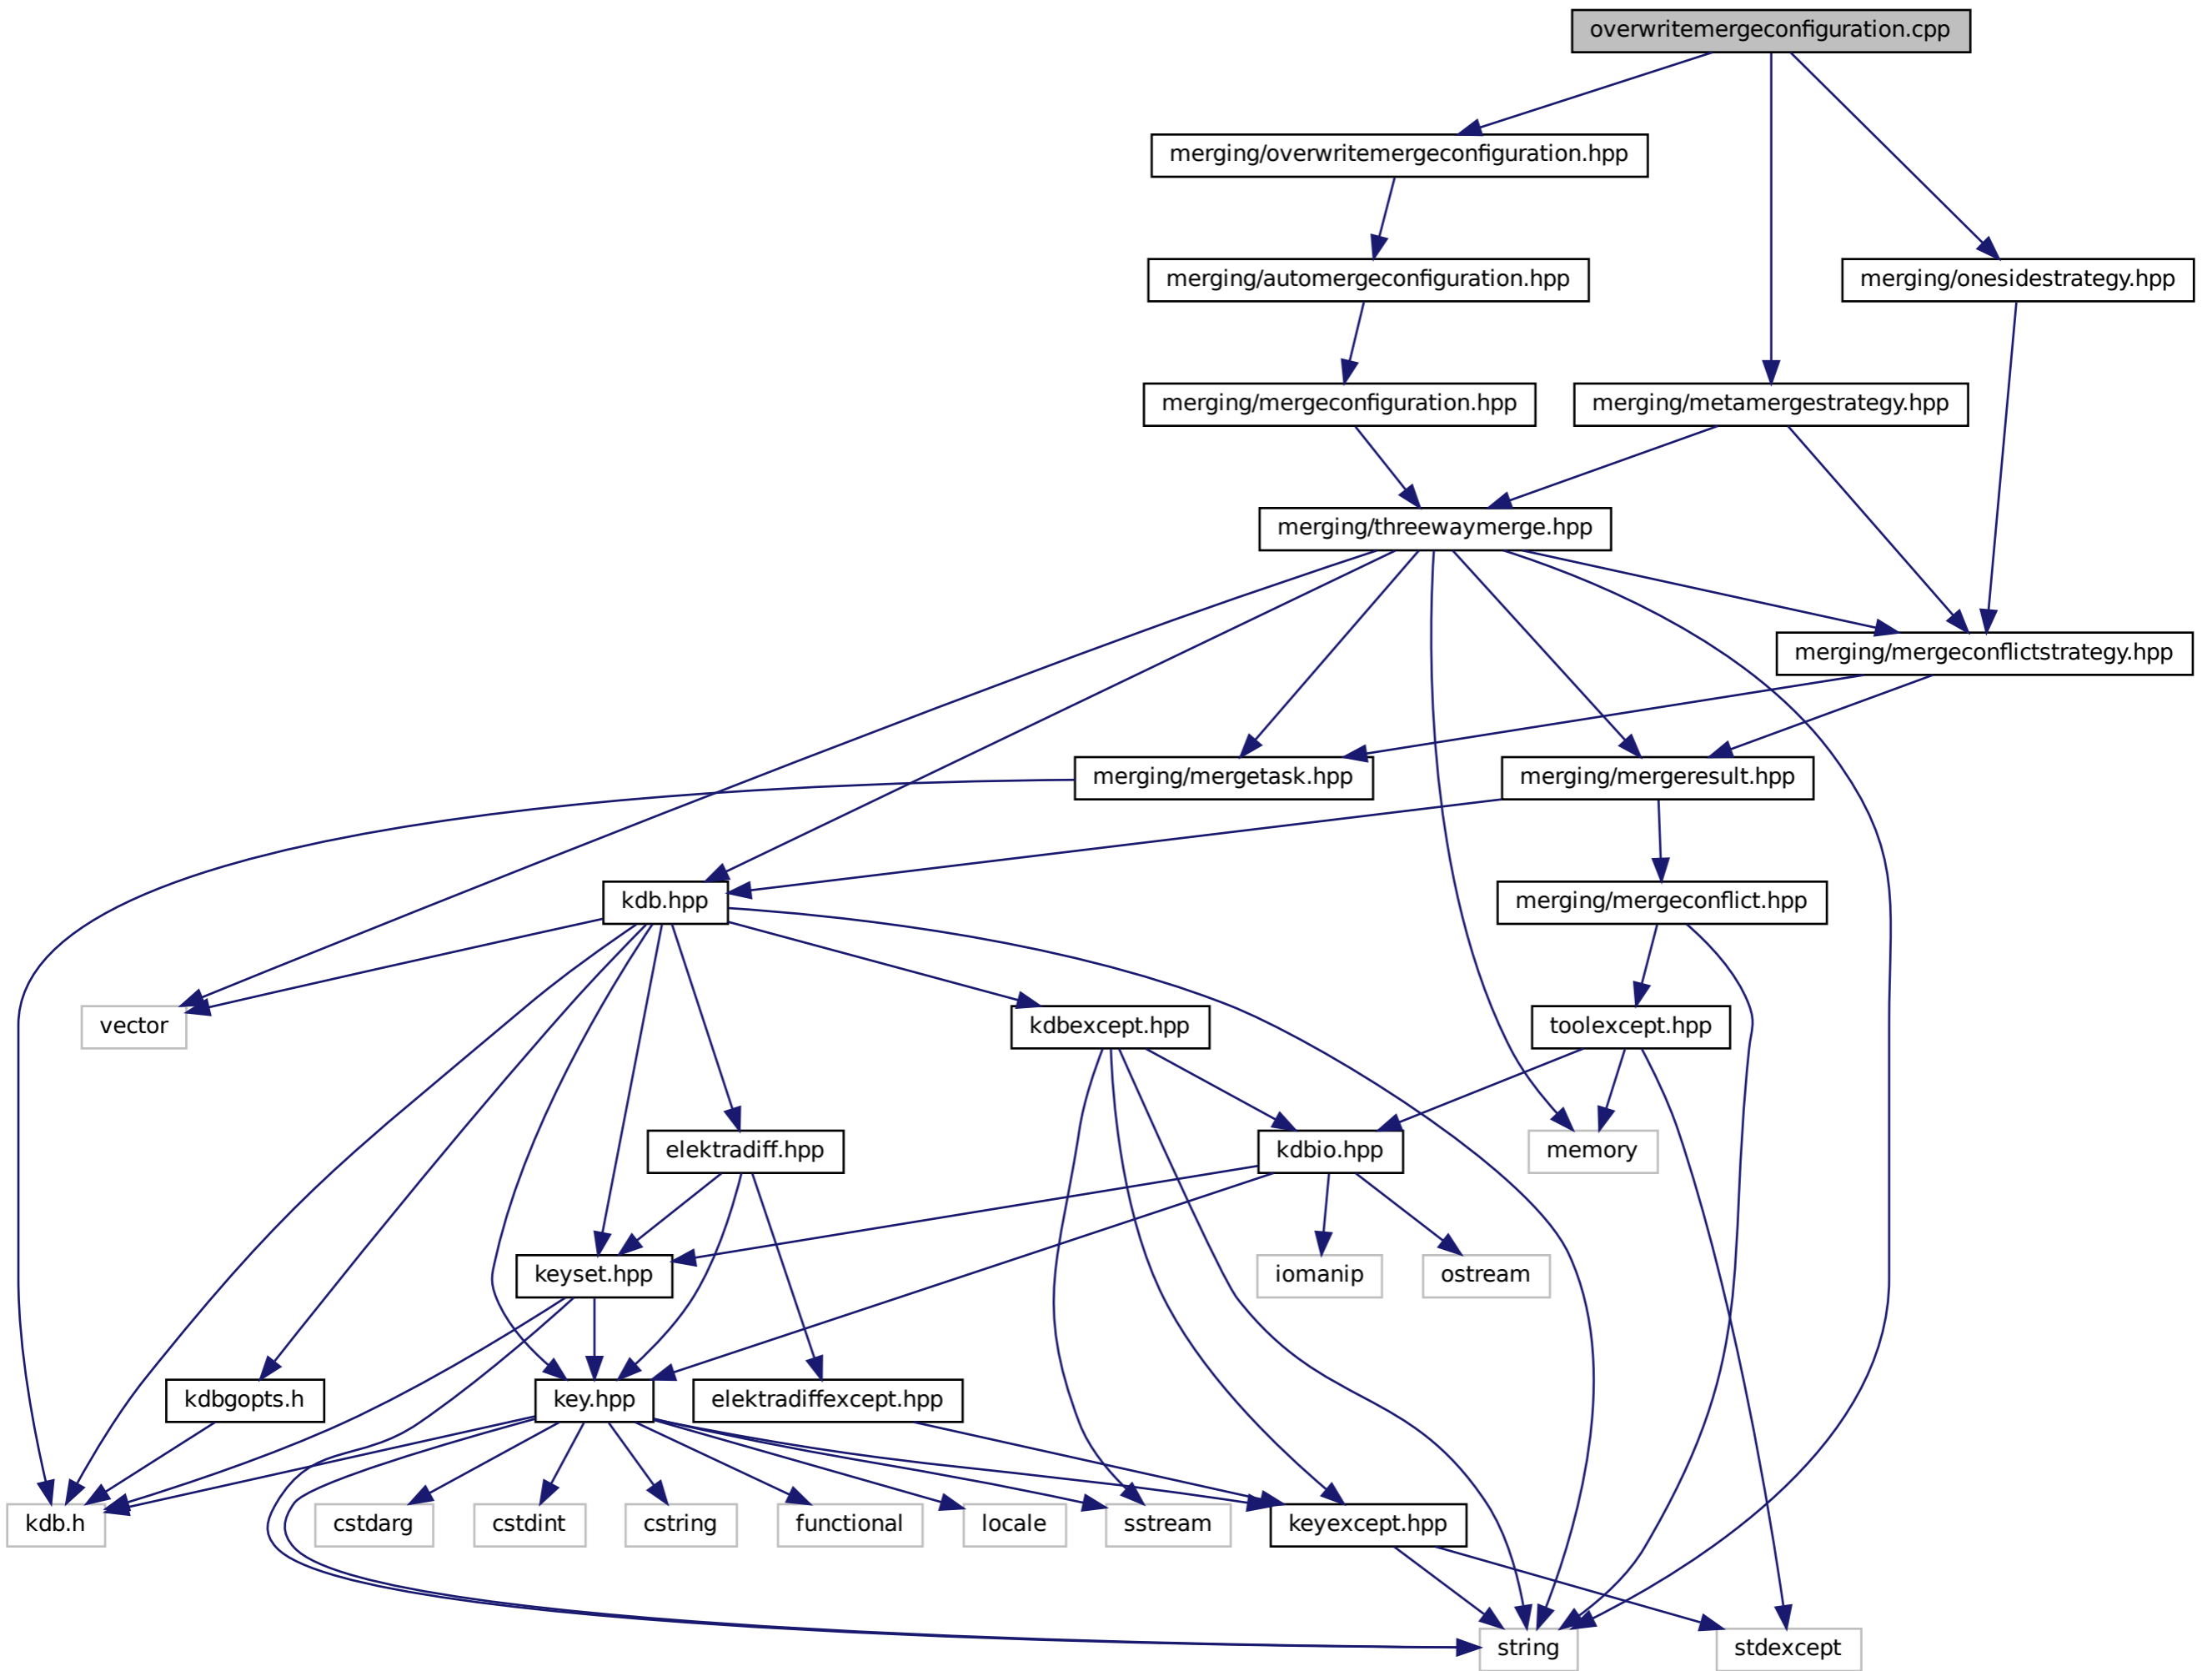 overwritemergeconfiguration.cpp
merging/overwritemergeconfiguration.hpp
merging/automergeconfiguration.hpp
merging/onesidestrategy.hpp
merging/mergeconfiguration.hpp
merging/metamergestrategy.hpp
merging/threewaymerge.hpp
merging/mergeconflictstrategy.hpp
merging/mergetask.hpp
merging/mergeresult.hpp
kdb.hpp
merging/mergeconflict.hpp
vector
kdbexcept.hpp
toolexcept.hpp
elektradiff.hpp
kdbio.hpp
memory
keyset.hpp
iomanip
ostream
kdbgopts.h
key.hpp
elektradiffexcept.hpp
kdb.h
cstdarg
cstdint
cstring
functional
locale
sstream
keyexcept.hpp
string
stdexcept